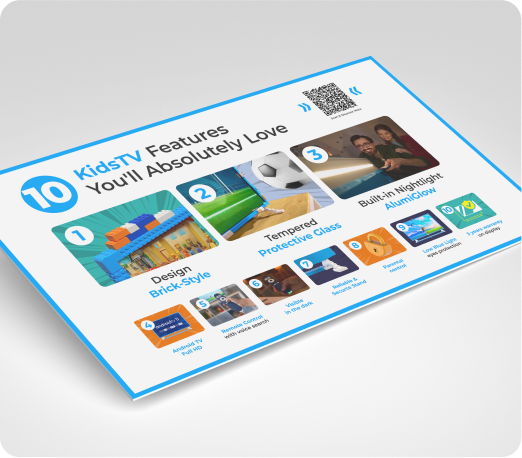 10 KidsTV Features
You'll Absolutely Love
»
«
1
Design
Brick-Style
2
Tempered
Protective Glass
3
Built-in Nightlight
AlumiGlow
4
Android TV
Full HD
5
Remote Control
with voice search
6
Visible
in the dark
7
Reliable &
Secure Stand
8
Parental
control
9
Low Blue Light
eyes protection
10
3 years warranty
on display